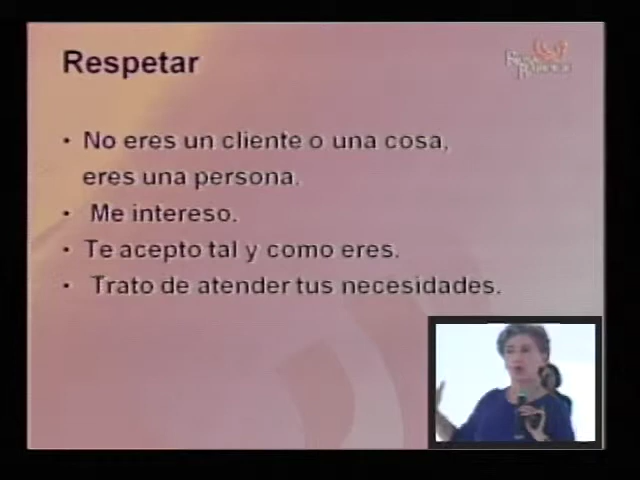 Respetar
• No eres un cliente o una cosa,
eres una persona.
• Me intereso.
• Te acepto tal y como eres.
• Trato de atender tus necesidades.